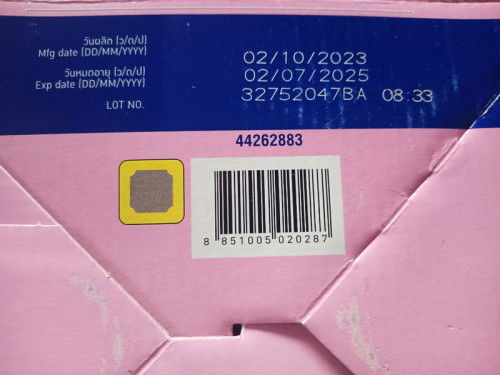 วันผลิต (ว/ด/ป)
Mfg date (DD/MM/YYYY) 02/10/2023
วันหมดอายุ (ว/ด/ป)
Exp date (DD/MM/YYYY) 02/07/2025
LOT NO. 32752047BA 08:33
44262883
8 851005 020287